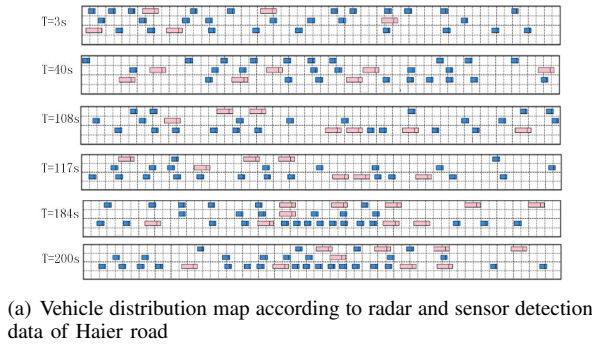 T=3s
T=40s
T=108s
T=117s
T=184s
T=200s
(a) Vehicle distribution map according to radar and sensor detection
data of Haier road